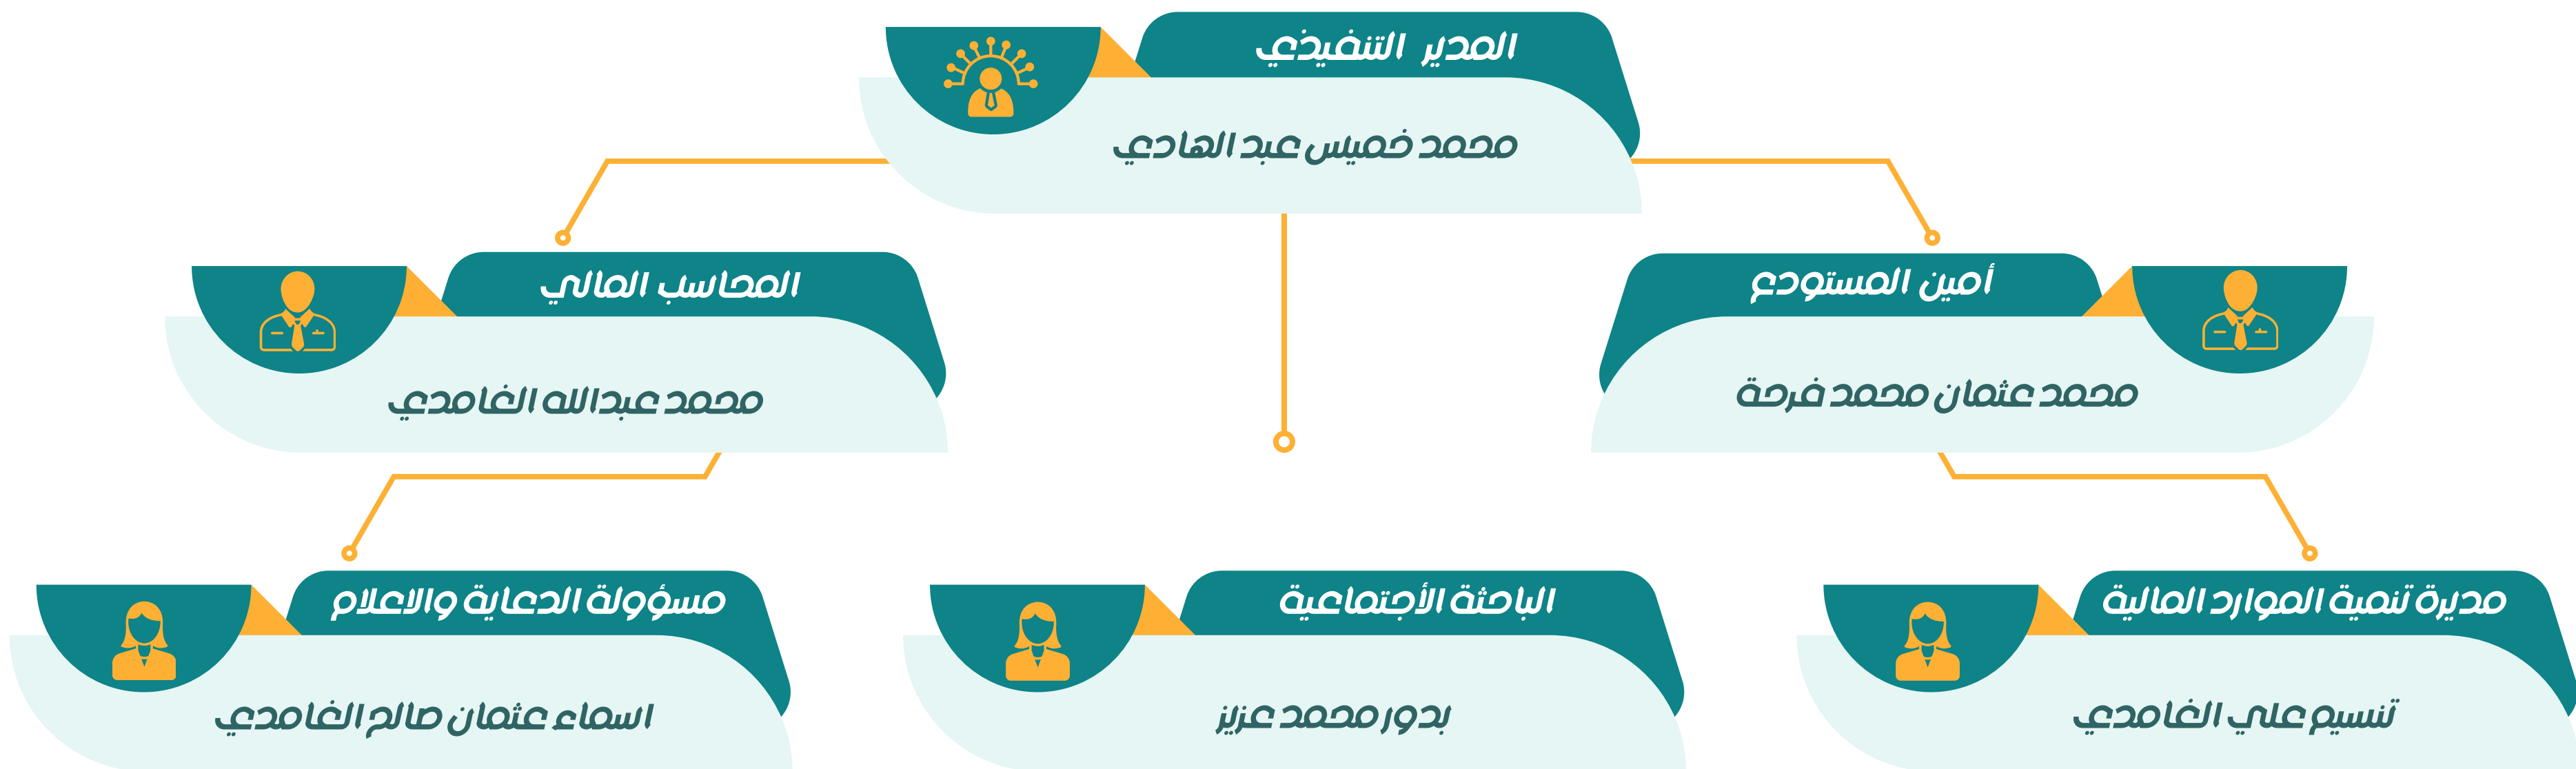 المدير التنفيذي
محمد خميس عبد الهادي
أمين المستودع
محمد عثمان محمد فرحة
المحاسب المالي
محمد عبدالله الغامدي
مديرة تنمية الموارد المالية
تنسيم علي الغامدي
الباحثة الأجتماعية
بدور محمد عزيز
مسؤولة الدعاية والاعلام
اسماء عثمان صالح الغامدي